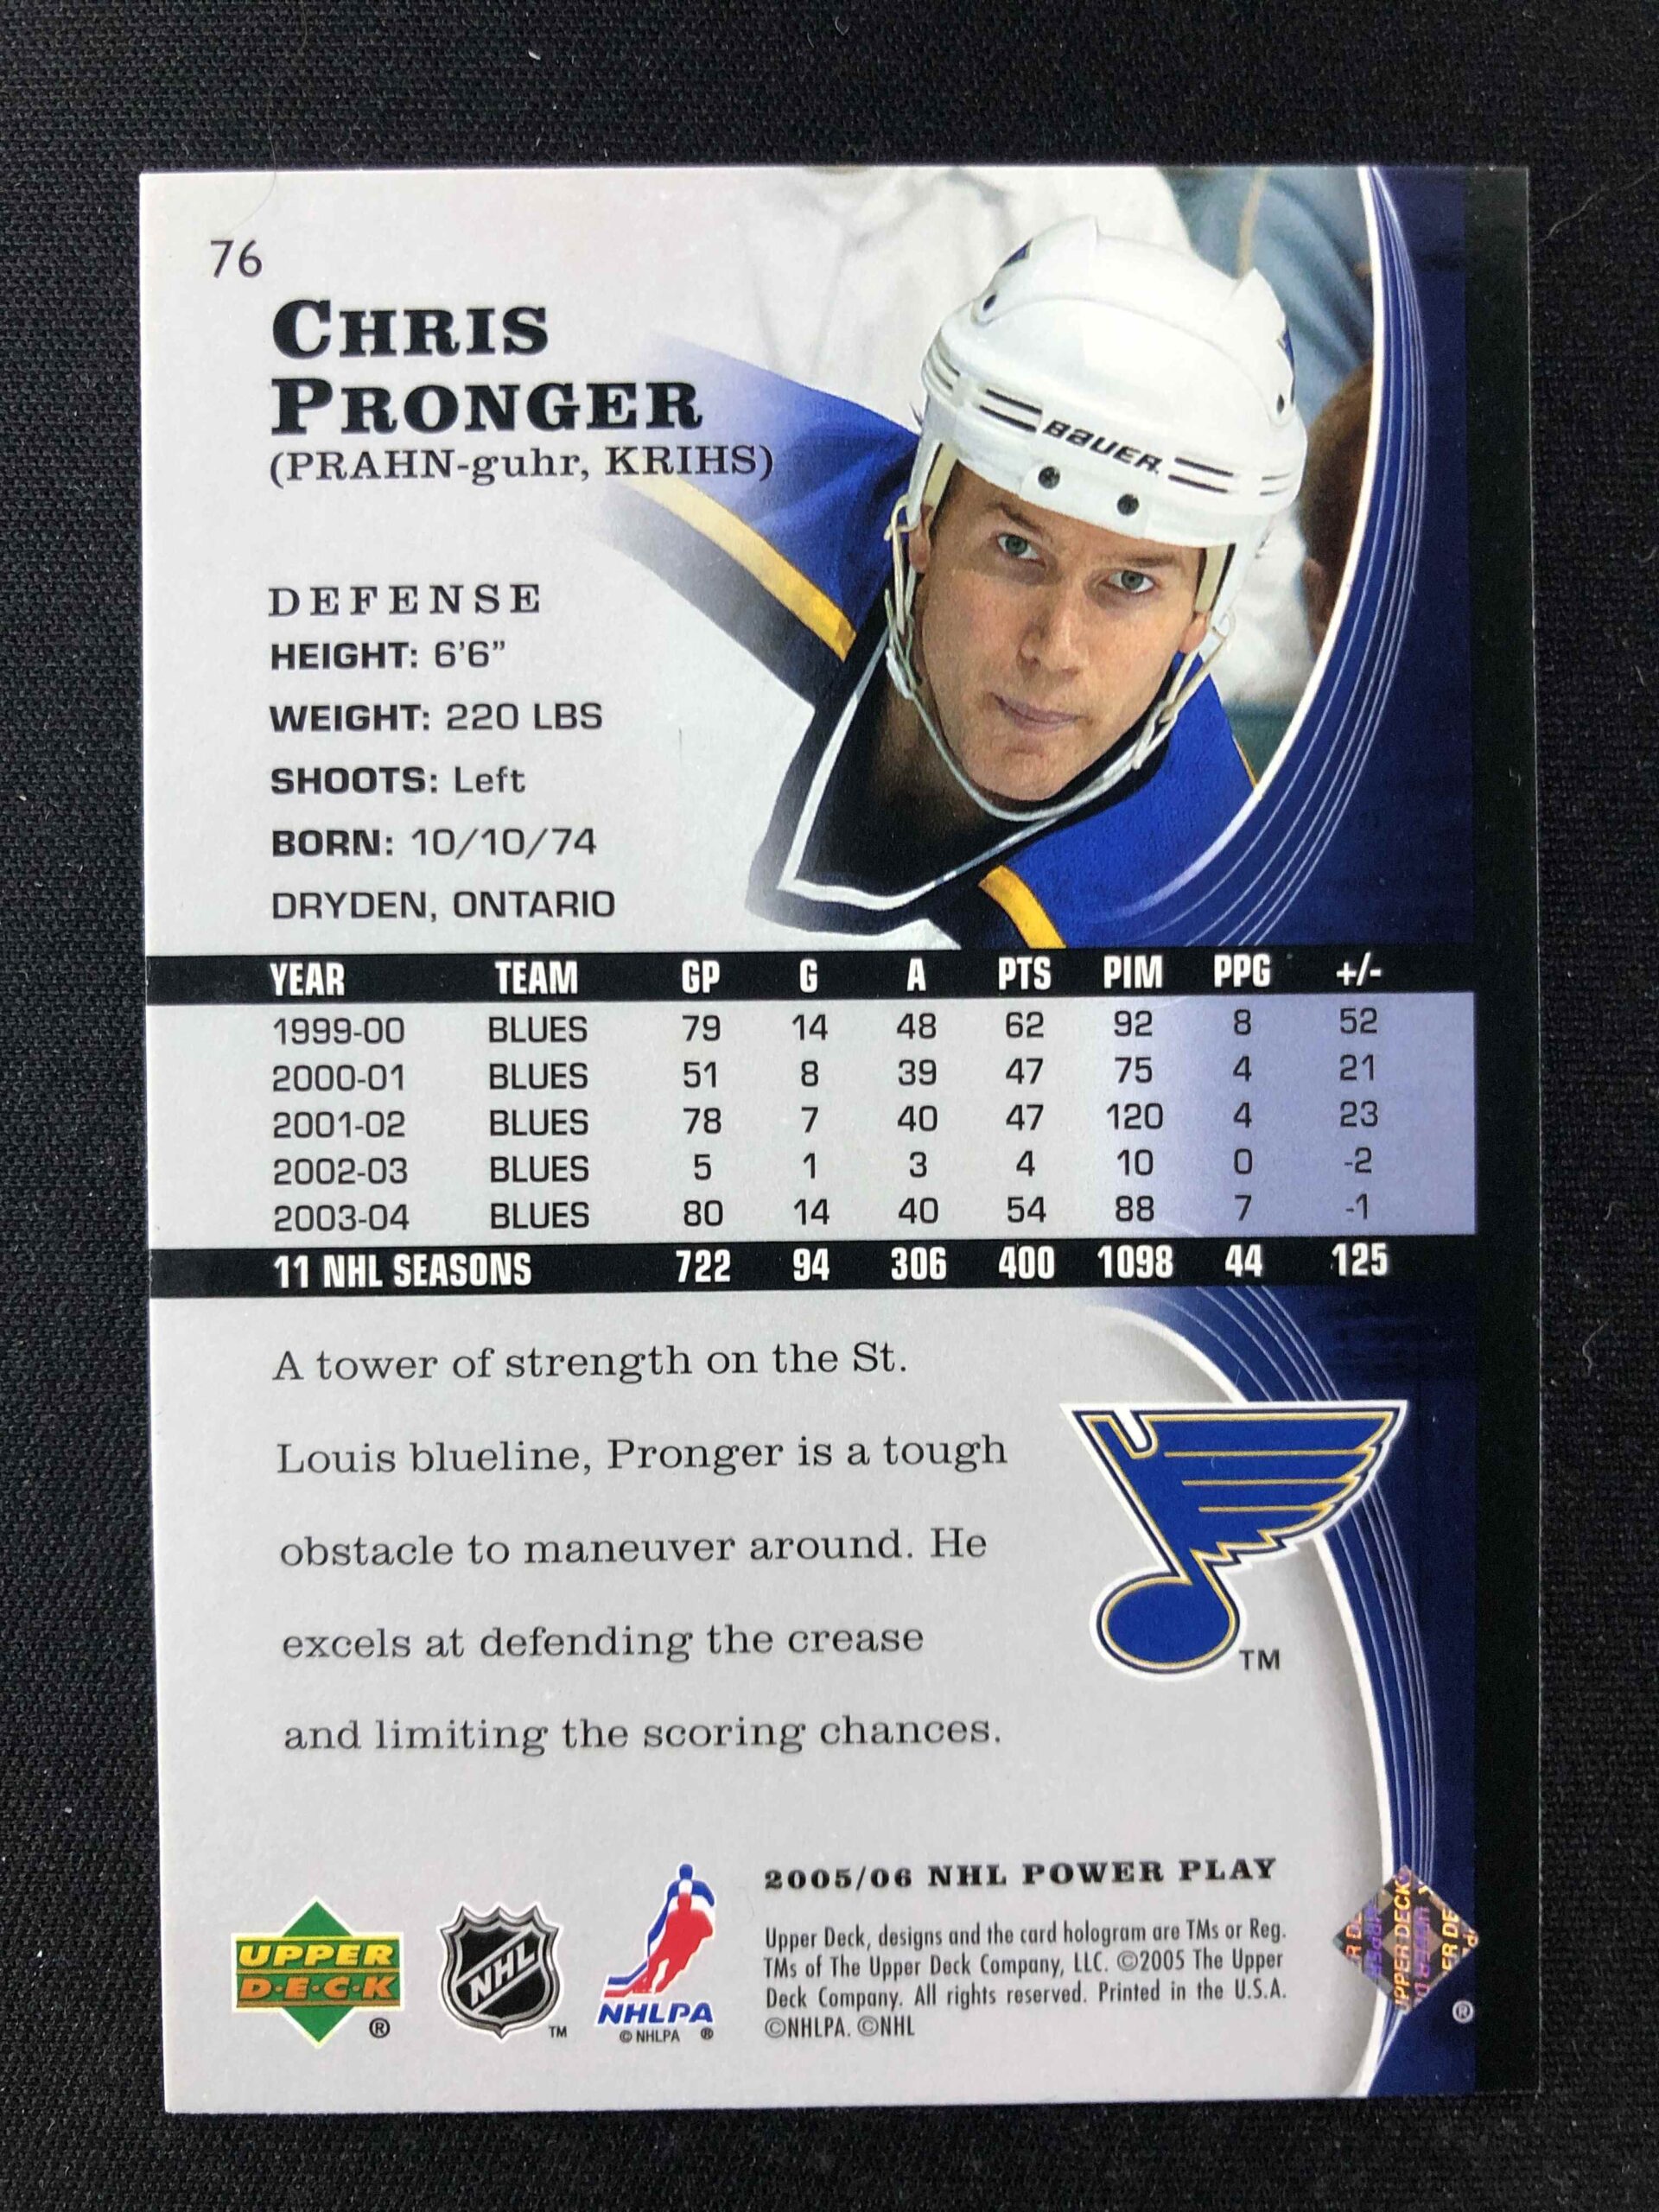 76
CHRIS
PRONGER
(PRAHN-guhr, KRIHS)
BAUER
DEFENSE
HEIGHT: 6'6"
WEIGHT: 220 LBS
SHOOTS: Left
BORN: 10/10/74
DRYDEN, ONTARIO
YEAR TEAM GP G A PTS PIM PPG +/-
1999-00 BLUES 79 14 48 62 92 8 52
2000-01 BLUES 51 8 39 47 75 4 21
2001-02 BLUES 78 7 40 47 120 4 23
2002-03 BLUES 5 1 3 4 10 0 -2
2003-04 BLUES 80 14 40 54 88 7 -1
11 NHL SEASONS 722 94 306 400 1098 44 125
A tower of strength on the St.
Louis blueline, Pronger is a tough
obstacle to maneuver around. He
excels at defending the crease
and limiting the scoring chances.
TM
2005/06 NHL POWER PLAY
Upper Deck, designs and the card hologram are TMs or Reg.
TMs of The Upper Deck Company, LLC. ©2005 The Upper
Deck Company. All rights reserved. Printed in the U.S.A.
©NHLPA. ©NHL
UPPER
D·E·C·K
®
NHL
TM
NHLPA
© NHLPA ®
UPPER DECK
®